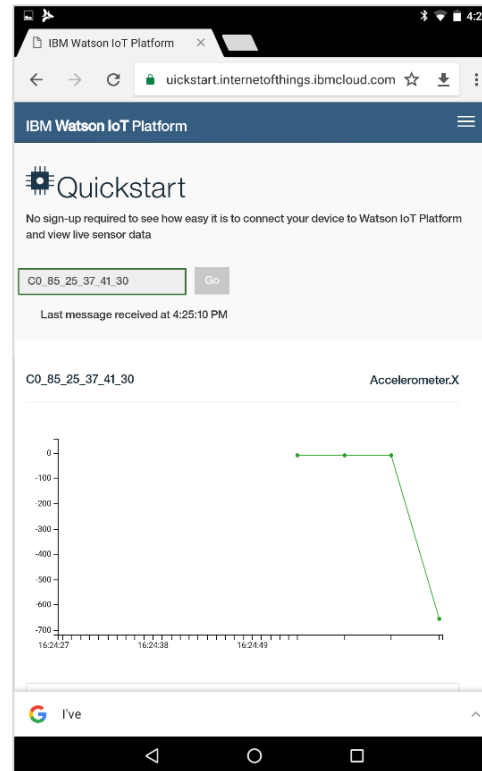 4:2
IBM Watson IoT Platform
uickstart.internetofthings.ibmcloud.com
IBM Watson IoT Platform
Quickstart
No sign-up required to see how easy it is to connect your device to Watson IoT Platform
and view live sensor data
C0_85_25_37_41_30
Go
Last message received at 4:25:10 PM
C0_85_25_37_41_30 Accelerometer.X
0
-100
-200
-300
-400
-500
-600
-700
16:24:27 16:24:38 16:24:49
G I've